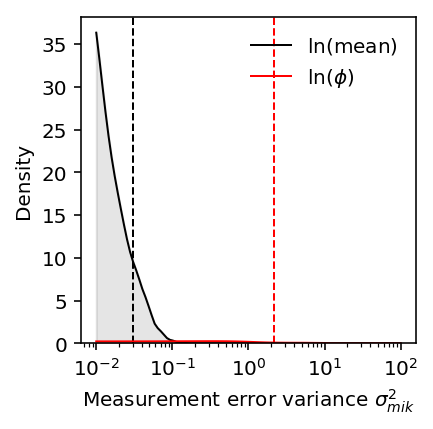 ln(mean)
ln(ϕ)
Density
35
30
25
20
15
10
5
0
10⁻² 10⁻¹ 10⁰ 10¹ 10²
Measurement error variance σ²ₘᵢₖ